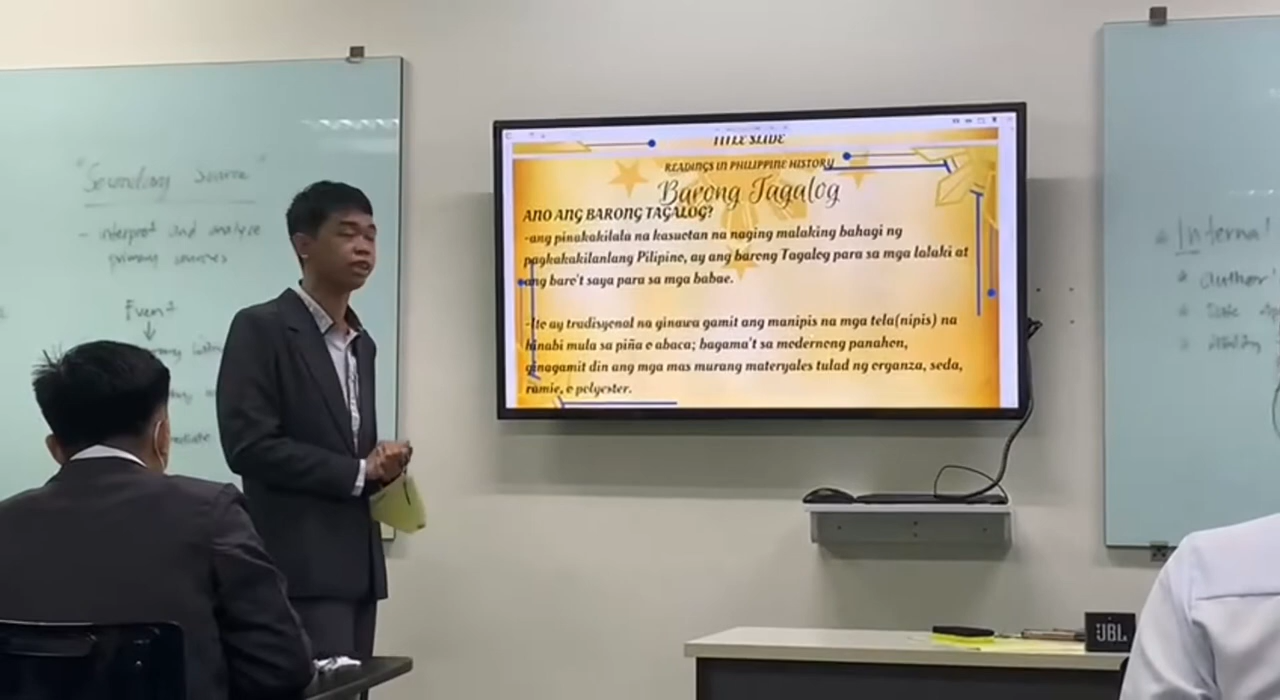 "Secondary source"
- interpret and analyze
primary sources
Event
mediate
TITLE SLIDE
READINGS IN PHILIPPINE HISTORY
Barong Tagalog
ANO ANG BARONG TAGALOG?
-ang pinakakilala na kasuotan na naging malaking bahagi ng
pagkakakilanlang Pilipino, ay ang barong Tagalog para sa mga lalaki at
ang baro't saya para sa mga babae.
-Ito ay tradisyonal na ginawa gamit ang manipis na mga tela(nipis) na
hinabi mula sa piña o abaca; bagama't sa modernong panahon,
ginagamit din ang mga mas murang materyales tulad ng organza, seda,
ramie, o polyester.
Internal
author'
JBL